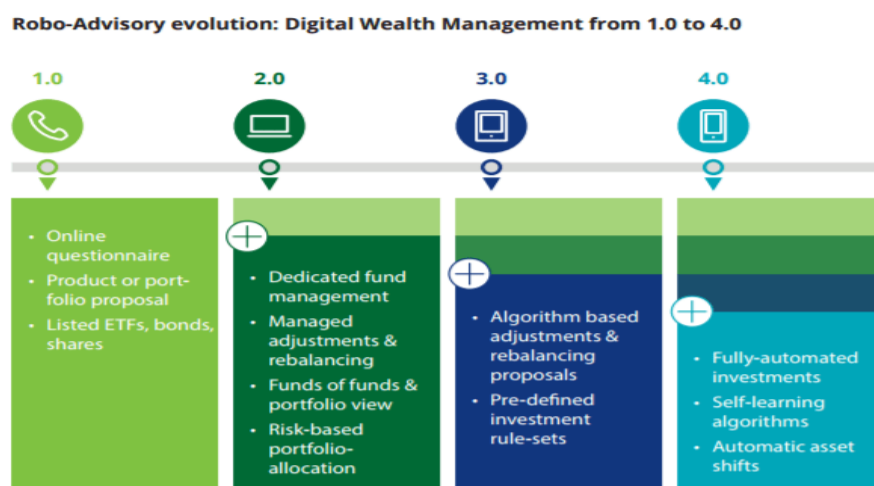 Robo-Advisory evolution: Digital Wealth Management from 1.0 to 4.0
1.0
2.0
3.0
4.0
• Online
questionnaire
• Product or port-
folio proposal
• Listed ETFs, bonds,
shares
• Dedicated fund
management
• Managed
adjustments &
rebalancing
• Funds of funds &
portfolio view
• Risk-based
portfolio-
allocation
• Algorithm based
adjustments &
rebalancing
proposals
• Pre-defined
investment
rule-sets
• Fully-automated
investments
• Self-learning
algorithms
• Automatic asset
shifts